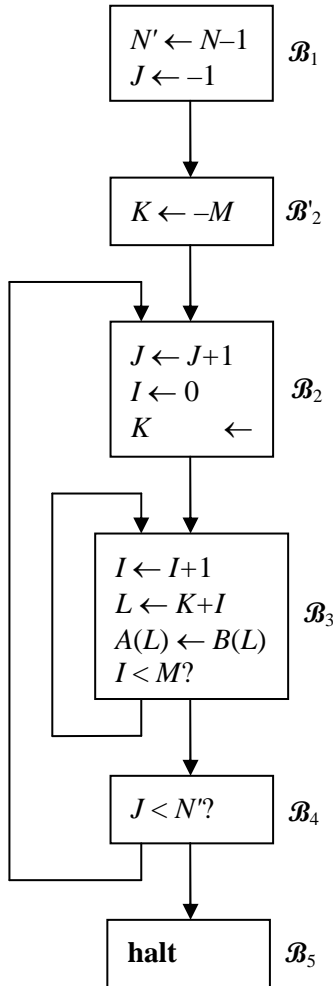 N' ← N–1
J ← –1
ℬ1
K ← –M
ℬ'2
J ← J+1
I ← 0
K ←
ℬ2
I ← I+1
L ← K+I
A(L) ← B(L)
I < M?
ℬ3
J < N'?
ℬ4
halt
ℬ5